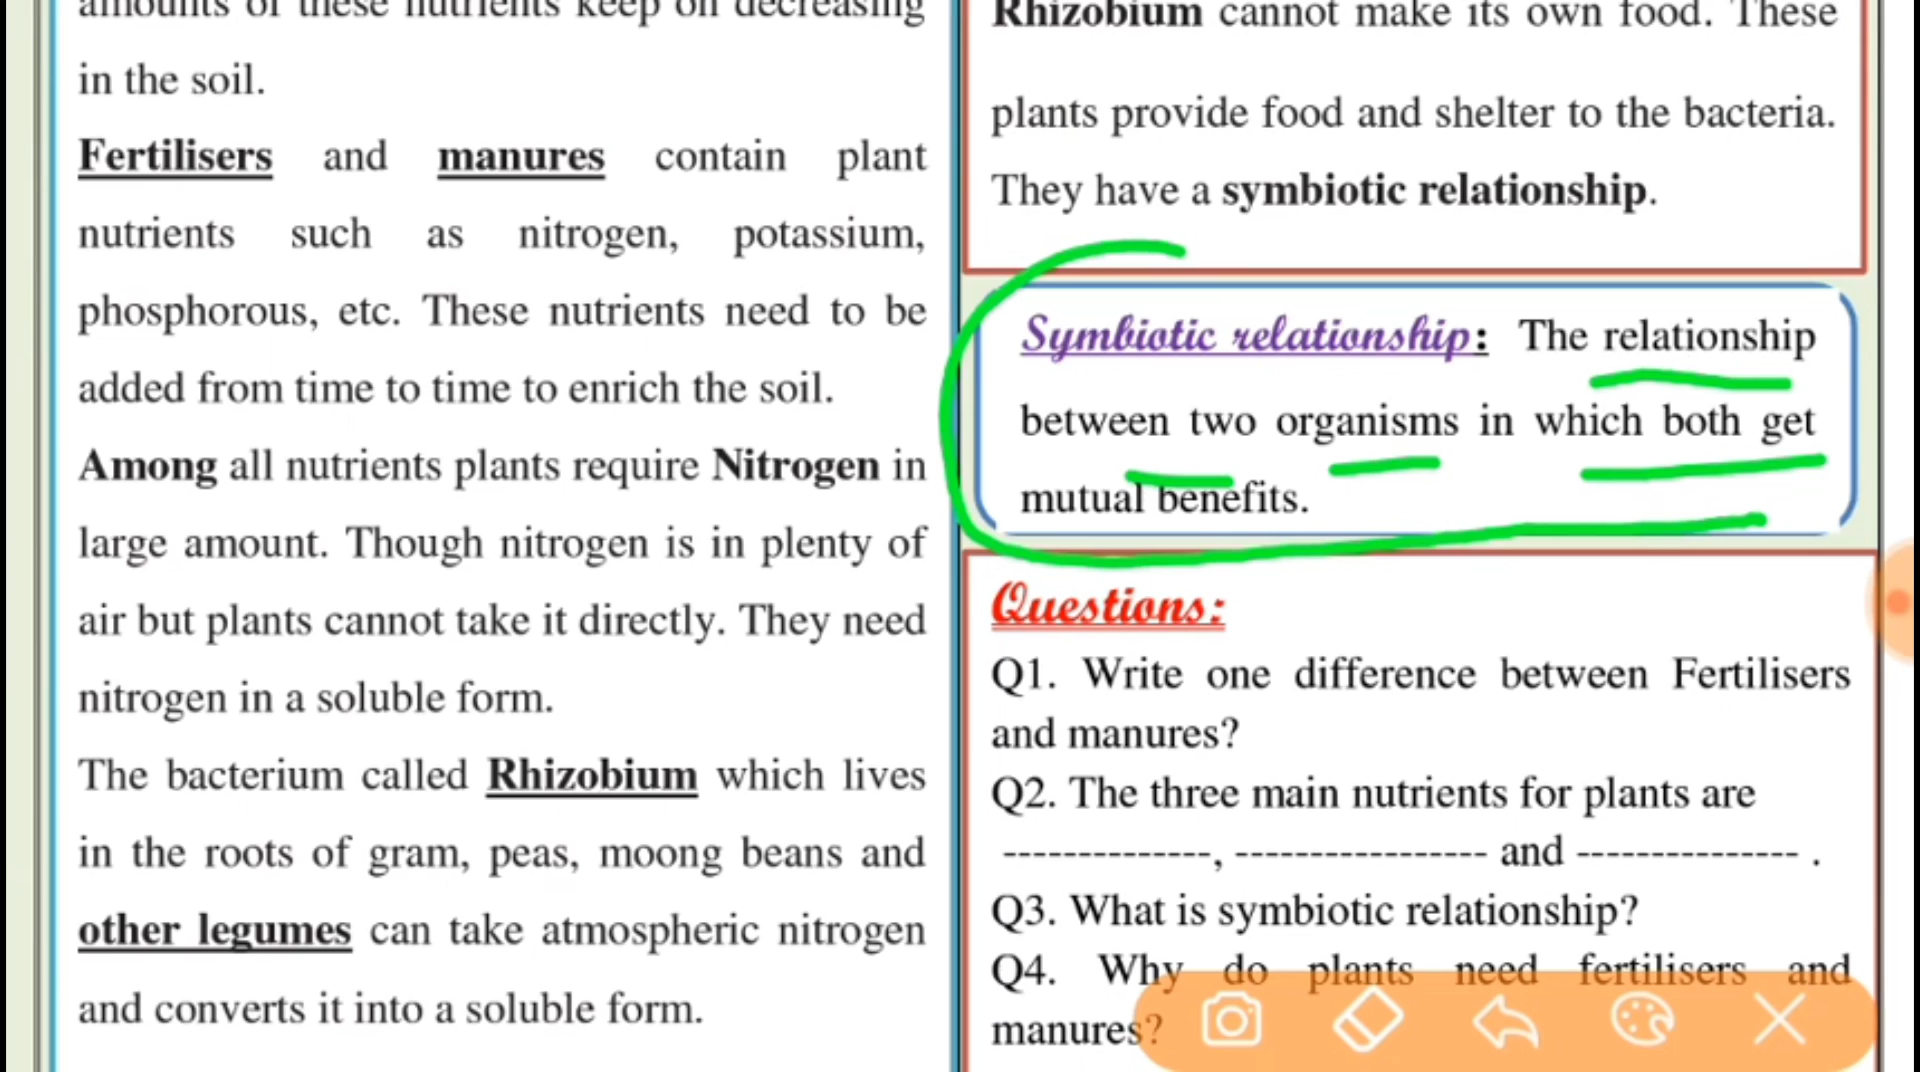 amounts of these nutrients keep on decreasing
in the soil.
Fertilisers and manures contain plant
nutrients such as nitrogen, potassium,
phosphorous, etc. These nutrients need to be
added from time to time to enrich the soil.
Among all nutrients plants require Nitrogen in
large amount. Though nitrogen is in plenty of
air but plants cannot take it directly. They need
nitrogen in a soluble form.
The bacterium called Rhizobium which lives
in the roots of gram, peas, moong beans and
other legumes can take atmospheric nitrogen
and converts it into a soluble form.
Rhizobium cannot make its own food. These
plants provide food and shelter to the bacteria.
They have a symbiotic relationship.
Symbiotic relationship: The relationship
between two organisms in which both get
mutual benefits.
Questions:
Q1. Write one difference between Fertilisers
and manures?
Q2. The three main nutrients for plants are
--------------, ----------------- and --------------- .
Q3. What is symbiotic relationship?
Q4. Why do plants need fertilisers and
manures?